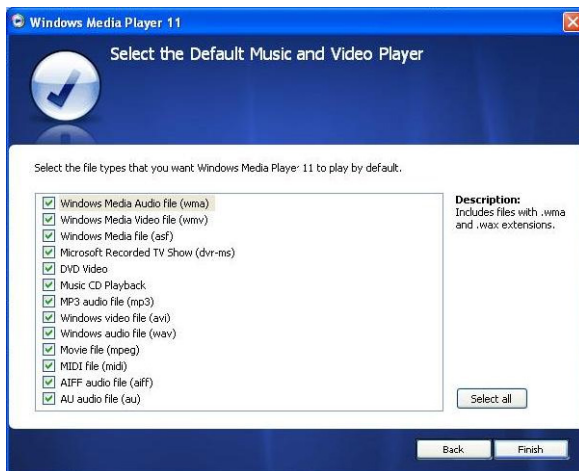 Windows Media Player 11
Select the Default Music and Video Player
Select the file types that you want Windows Media Player 11 to play by default.
Windows Media Audio file (wma)
Windows Media Video file (wmv)
Windows Media file (asf)
Microsoft Recorded TV Show (dvr-ms)
DVD Video
Music CD Playback
MP3 audio file (mp3)
Windows video file (avi)
Windows audio file (wav)
Movie file (mpeg)
MIDI file (midi)
AIFF audio file (aiff)
AU audio file (au)
Description:
Includes files with .wma
and .wax extensions.
Select all
Back
Finish